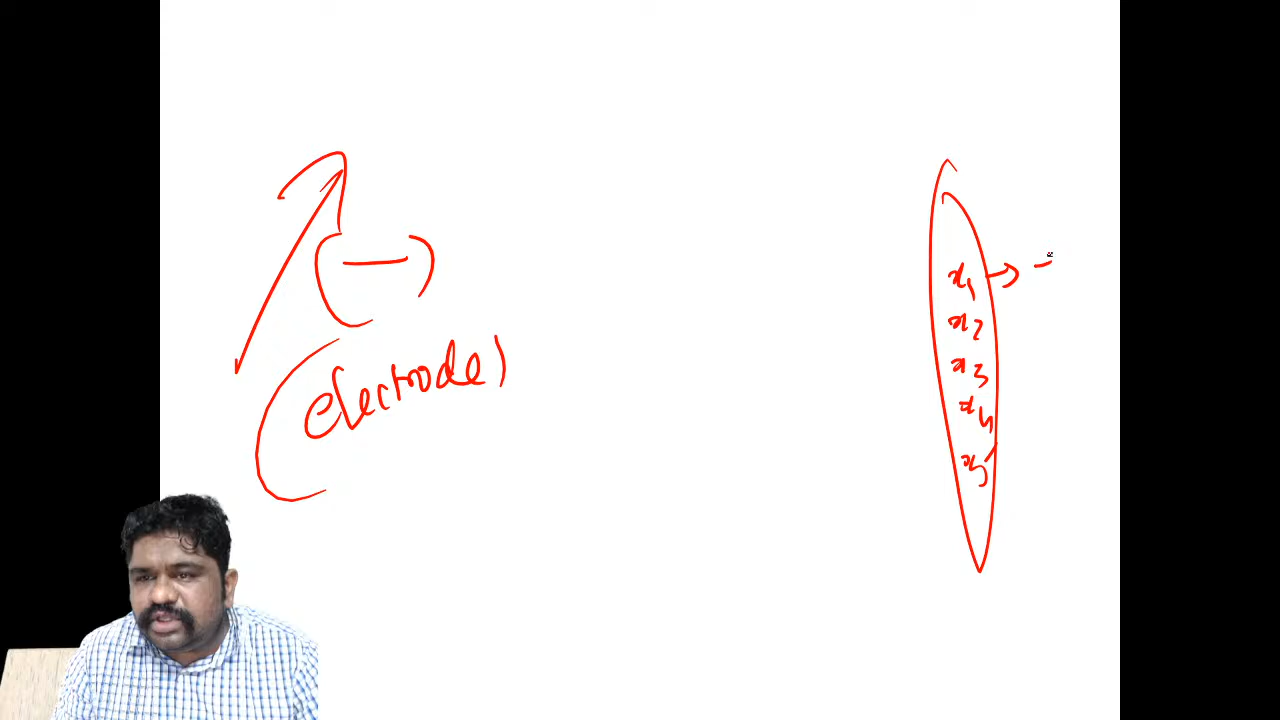 (—)
(electrode)
x1 →
x2
x3
x4
x5